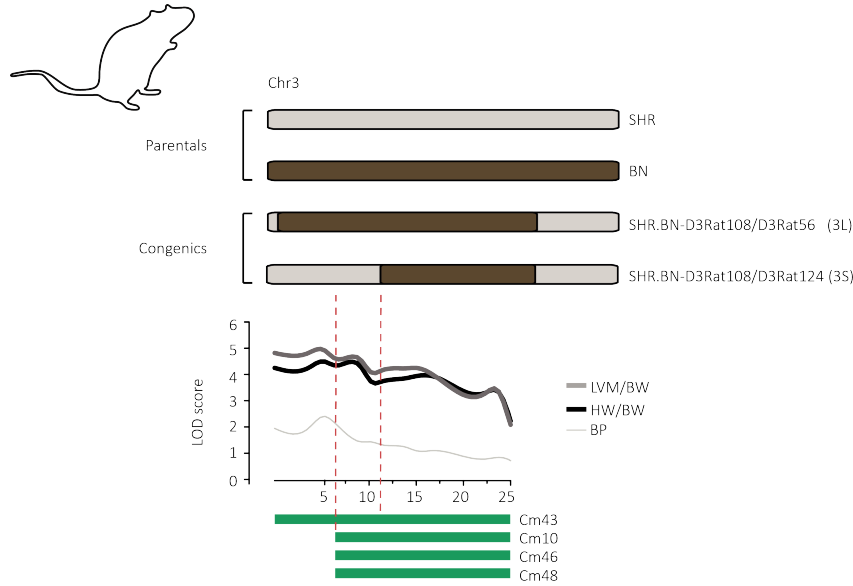 Chr3
Parentals
SHR
BN
Congenics
SHR.BN-D3Rat108/D3Rat56 (3L)
SHR.BN-D3Rat108/D3Rat124 (3S)
LOD score
6
5
4
3
2
1
0
5 10 15 20 25
LVM/BW
HW/BW
BP
Cm43
Cm10
Cm46
Cm48